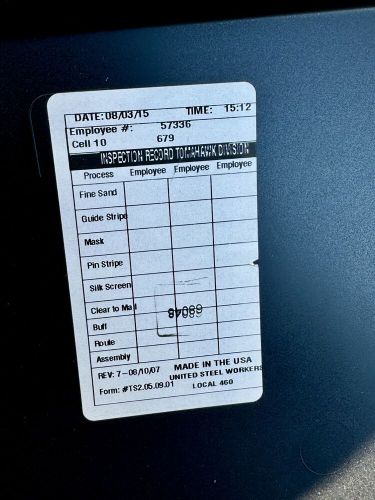 DATE:08/03/15 TIME: 15:12
Employee #: 57336
Cell 10 679
INSPECTION RECORD TOMAHAWK DIVISION
Process Employee Employee Employee
Fine Sand
Guide Stripe
Mask
Pin Stripe
Silk Screen
Clear to Mail
Buff
Route
Assembly
REV: 7-08/10/07 MADE IN THE USA
UNITED STEEL WORKERS
Form: #TS2.05.09.01 LOCAL 460